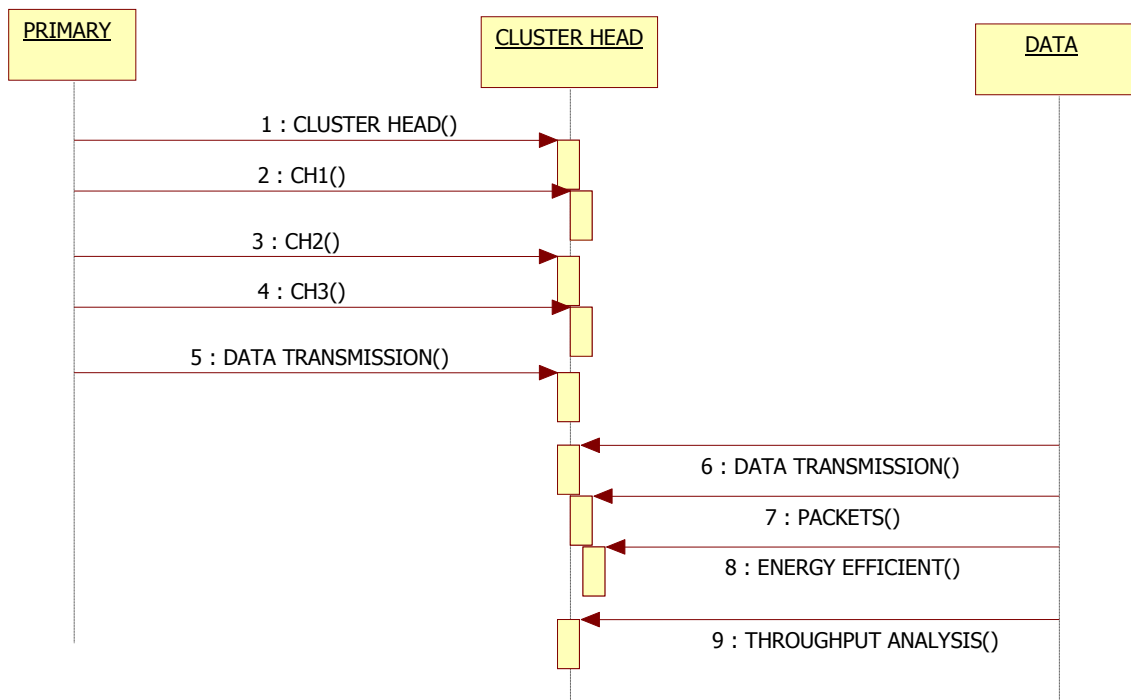 PRIMARY
CLUSTER HEAD
DATA
1 : CLUSTER HEAD()
2 : CH1()
3 : CH2()
4 : CH3()
5 : DATA TRANSMISSION()
6 : DATA TRANSMISSION()
7 : PACKETS()
8 : ENERGY EFFICIENT()
9 : THROUGHPUT ANALYSIS()